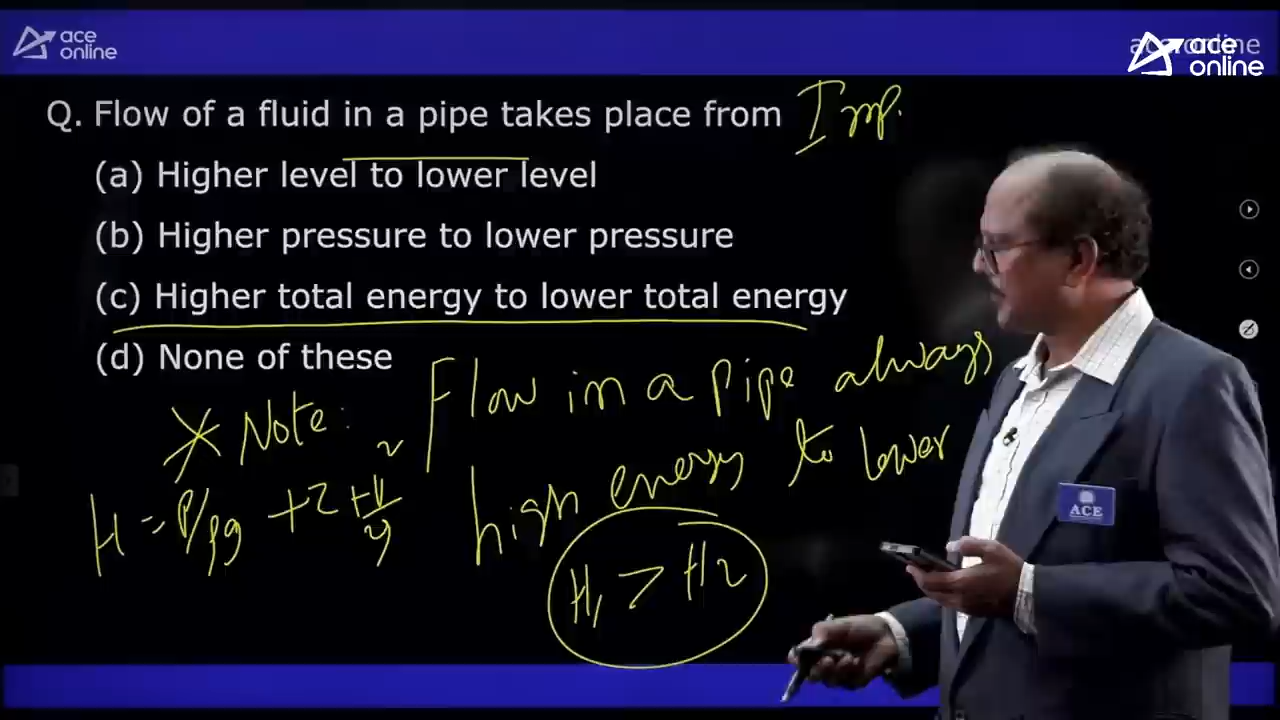 ace online
ace online
Q. Flow of a fluid in a pipe takes place from Imp.
(a) Higher level to lower level
(b) Higher pressure to lower pressure
(c) Higher total energy to lower total energy
(d) None of these
* Note: Flow in a pipe always
high energy to lower
H = P/ρg + Z + V²/2g
H₁ > H₂
ACE